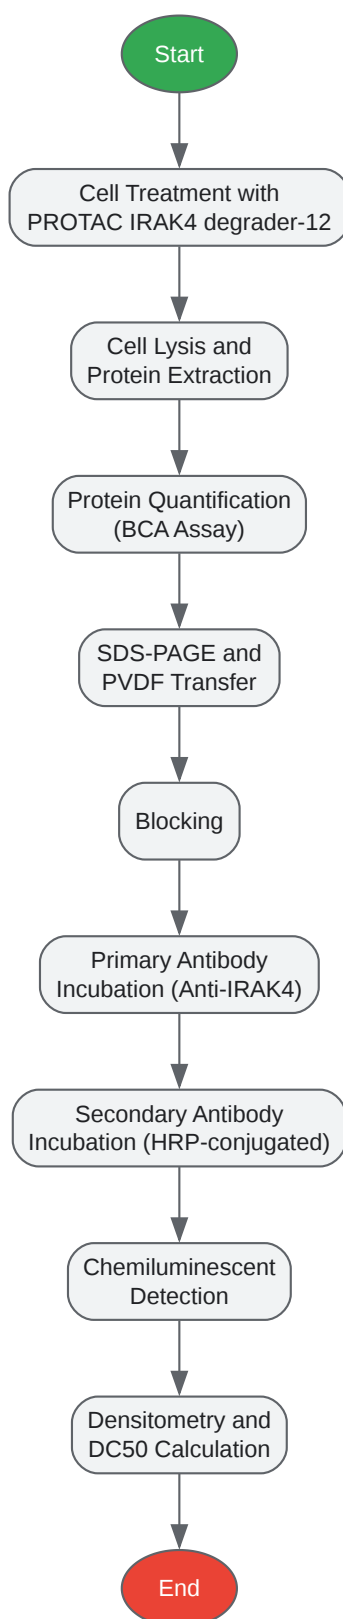 Start
Cell Treatment with
PROTAC IRAK4 degrader-12
Cell Lysis and
Protein Extraction
Protein Quantification
(BCA Assay)
SDS-PAGE and
PVDF Transfer
Blocking
Primary Antibody
Incubation (Anti-IRAK4)
Secondary Antibody
Incubation (HRP-conjugated)
Chemiluminescent
Detection
Densitometry and
DC50 Calculation
End